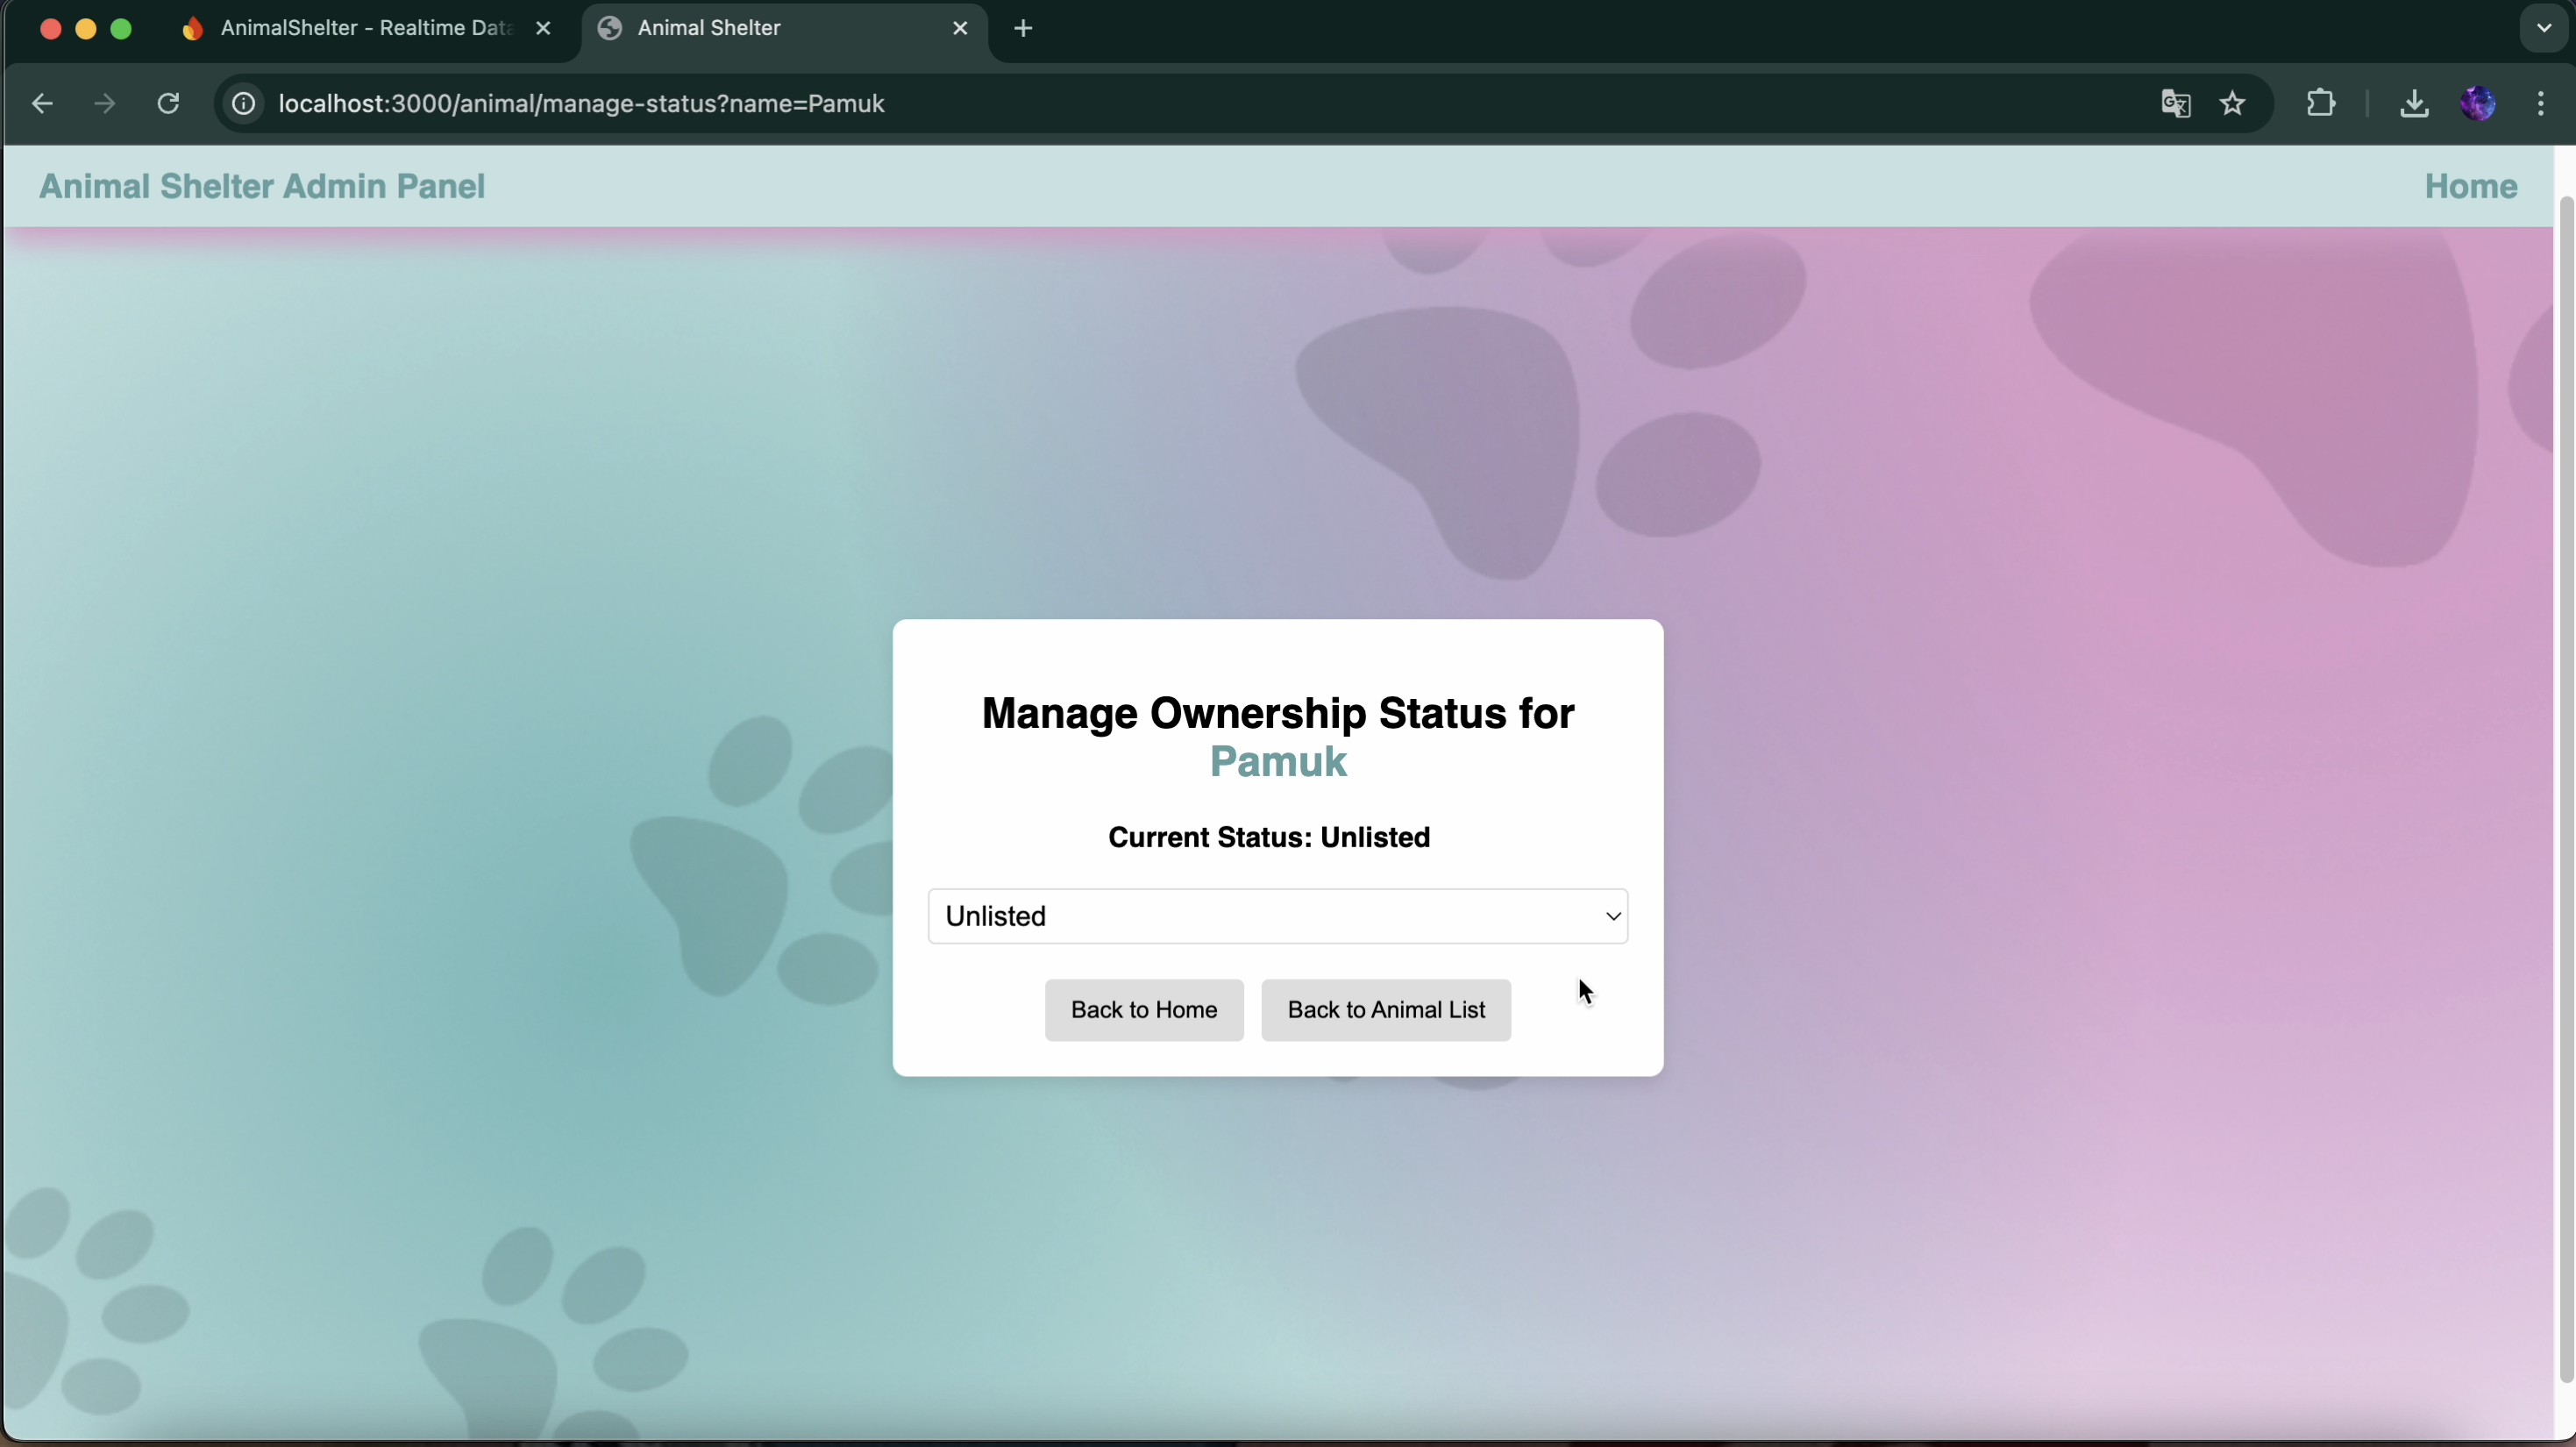 AnimalShelter - Realtime Data
Animal Shelter
localhost:3000/animal/manage-status?name=Pamuk
Animal Shelter Admin Panel
Home
Manage Ownership Status for
Pamuk
Current Status: Unlisted
Unlisted
Back to Home
Back to Animal List